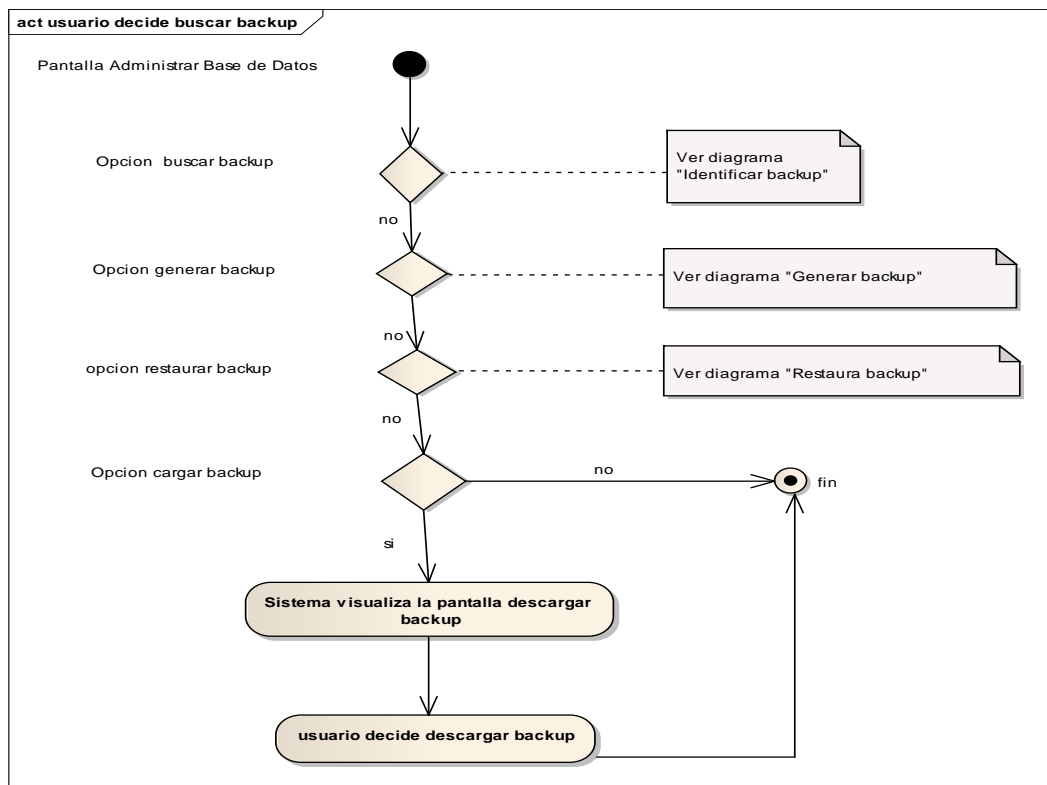 act usuario decide buscar backup
Pantalla Administrar Base de Datos
Opcion buscar backup
Ver diagrama
"Identificar backup"
no
Opcion generar backup
Ver diagrama "Generar backup"
no
opcion restaurar backup
Ver diagrama "Restaura backup"
no
Opcion cargar backup
no
fin
si
Sistema visualiza la pantalla descargar
backup
usuario decide descargar backup